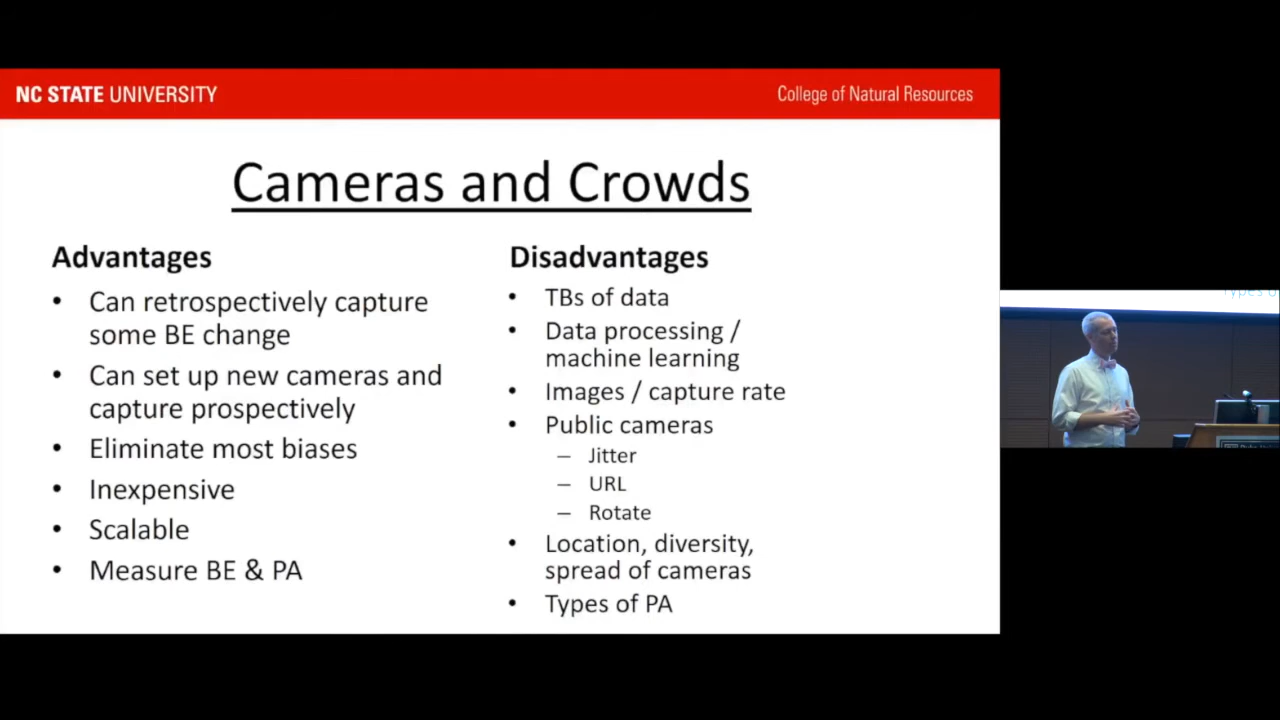 NC STATE UNIVERSITY
College of Natural Resources
Cameras and Crowds
Advantages
• Can retrospectively capture
some BE change
• Can set up new cameras and
capture prospectively
• Eliminate most biases
• Inexpensive
• Scalable
• Measure BE & PA
Disadvantages
• TBs of data
• Data processing /
machine learning
• Images / capture rate
• Public cameras
– Jitter
– URL
– Rotate
• Location, diversity,
spread of cameras
• Types of PA
Types o